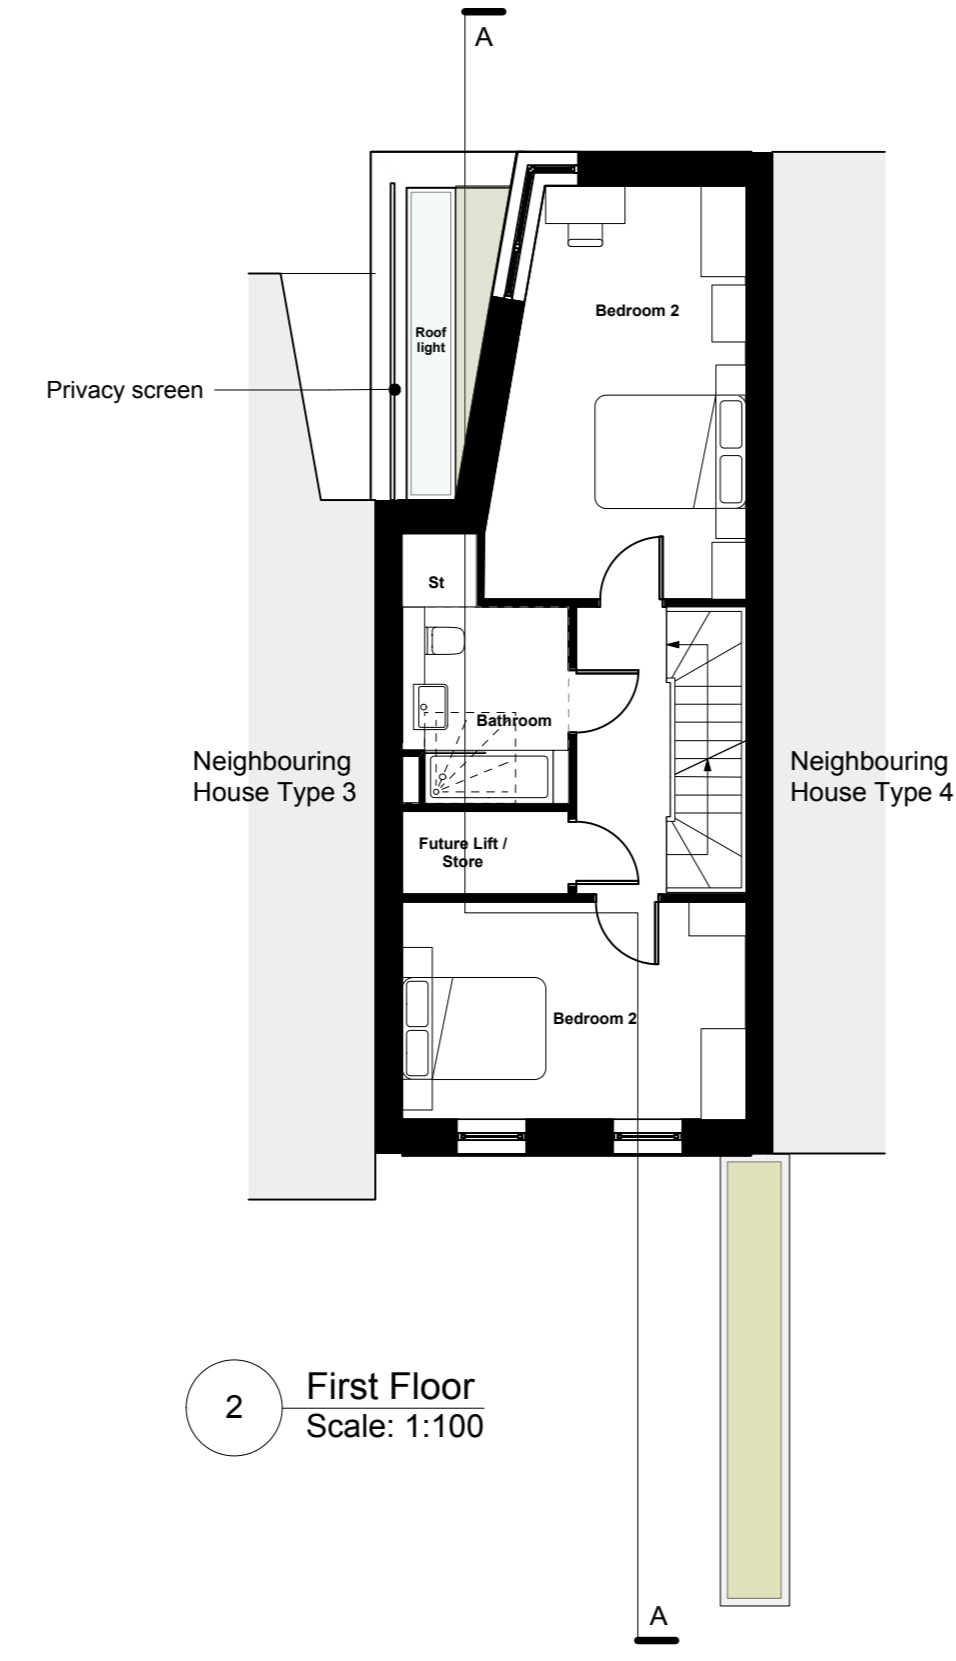 A
Bedroom 2
Roof
light
Privacy screen
St
Bathroom
Neighbouring
House Type 3
Neighbouring
House Type 4
Future Lift /
Store
Bedroom 2
2
First Floor
Scale: 1:100
A